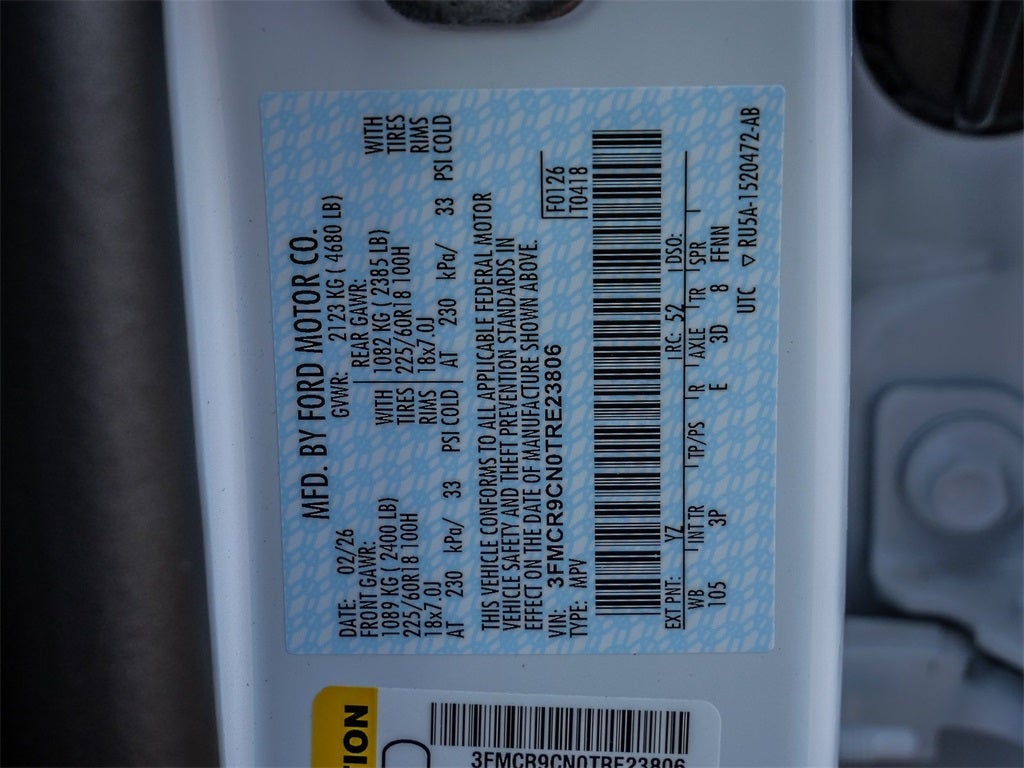 MFD. BY FORD MOTOR CO.
DATE: 02/26 GVWR: 2123 KG ( 4680 LB)
FRONT GAWR: REAR GAWR:
1089 KG ( 2400 LB) WITH 1082 KG ( 2385 LB) WITH
225/60R18 100H TIRES 225/60R18 100H TIRES
18x7.0J RIMS 18x7.0J RIMS
AT 230 kPa/ 33 PSI COLD AT 230 kPa/ 33 PSI COLD
THIS VEHICLE CONFORMS TO ALL APPLICABLE FEDERAL MOTOR
VEHICLE SAFETY AND THEFT PREVENTION STANDARDS IN
EFFECT ON THE DATE OF MANUFACTURE SHOWN ABOVE.
VIN: 3FMCR9CN0TRE23806 F0126
TYPE: MPV T0418
EXT PNT: YZ RC: 52 DSO:
WB INT TR TP/PS R AXLE TR SPR
105 3P E 3D 8 FFNN
UTC ▽ RU5A-1520472-AB
TION
3FMCR9CN0TRE23806